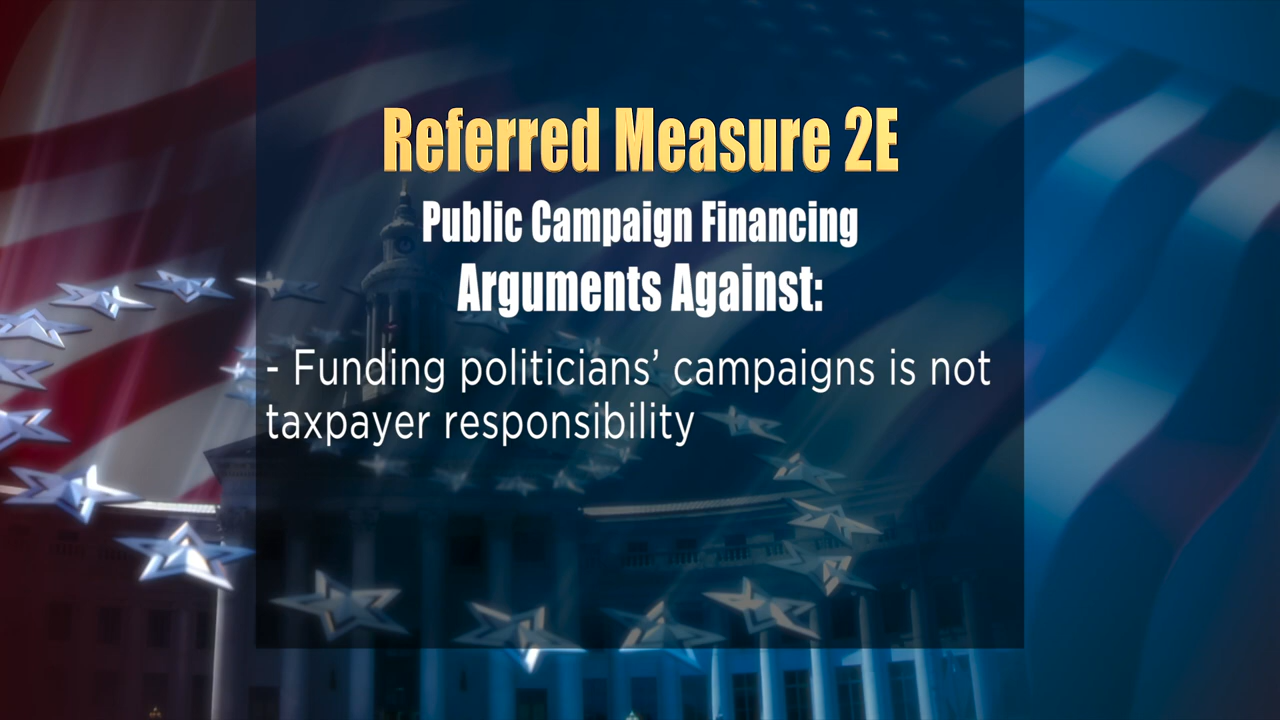 Referred Measure 2E
Public Campaign Financing
Arguments Against:
- Funding politicians’ campaigns is not
taxpayer responsibility